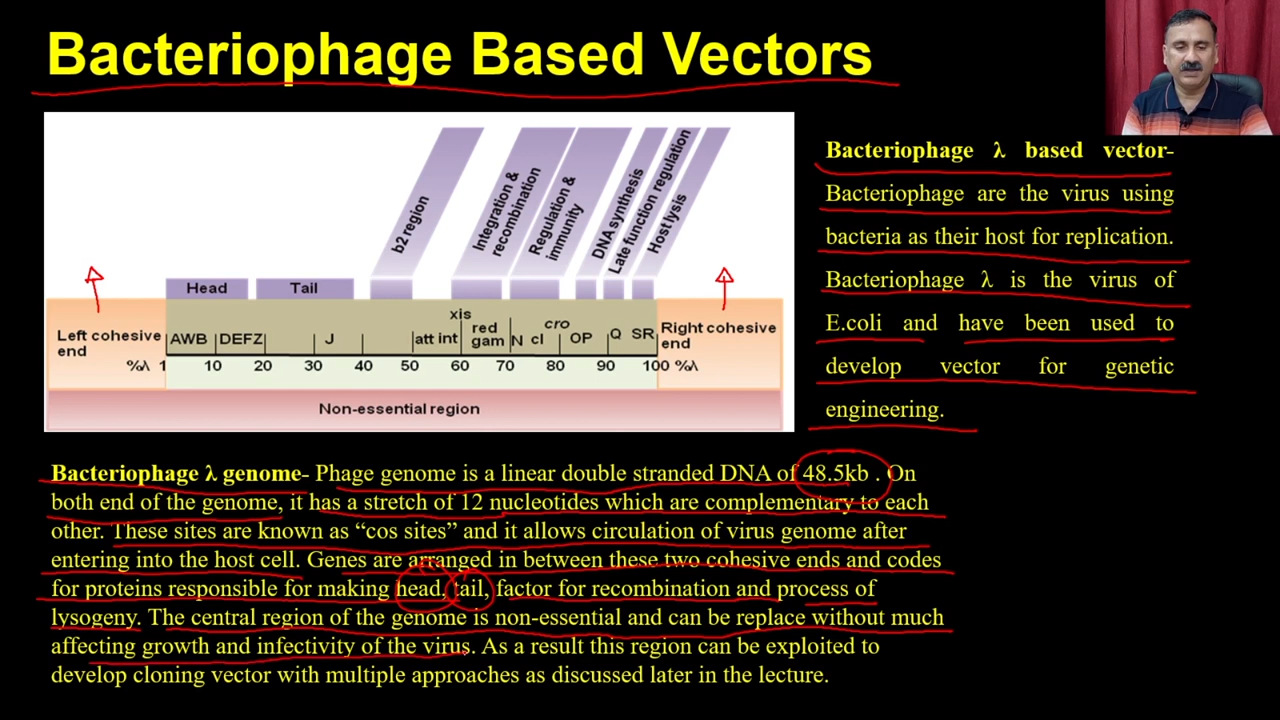 Bacteriophage Based Vectors
b2 region
Integration &
recombination
Regulation &
immunity
DNA synthesis
Late function regulation
Host lysis
Head
Tail
Left cohesive
end
AWB
DEFZ
J
att int
xis
red
gam
N
cI
cro
OP
Q
SR
Right cohesive
end
%λ 1 10 20 30 40 50 60 70 80 90 100 %λ
Non-essential region
Bacteriophage λ based vector-
Bacteriophage are the virus using
bacteria as their host for replication.
Bacteriophage λ is the virus of
E.coli and have been used to
develop vector for genetic
engineering.
Bacteriophage λ genome- Phage genome is a linear double stranded DNA of 48.5kb . On
both end of the genome, it has a stretch of 12 nucleotides which are complementary to each
other. These sites are known as “cos sites” and it allows circulation of virus genome after
entering into the host cell. Genes are arranged in between these two cohesive ends and codes
for proteins responsible for making head, tail, factor for recombination and process of
lysogeny. The central region of the genome is non-essential and can be replace without much
affecting growth and infectivity of the virus. As a result this region can be exploited to
develop cloning vector with multiple approaches as discussed later in the lecture.